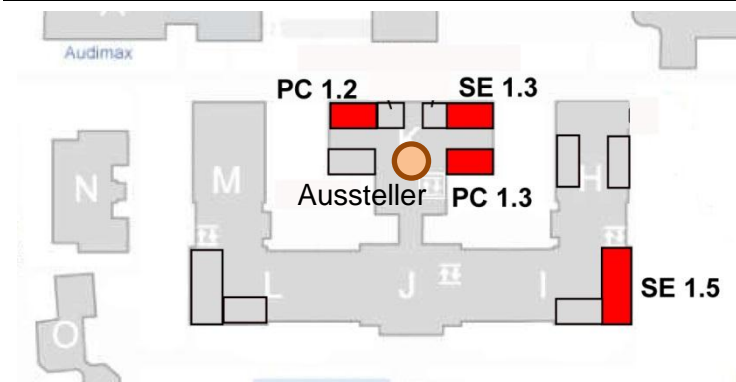 Audimax
PC 1.2
SE 1.3
K
N
M
H
Aussteller
PC 1.3
L
J
I
SE 1.5
O